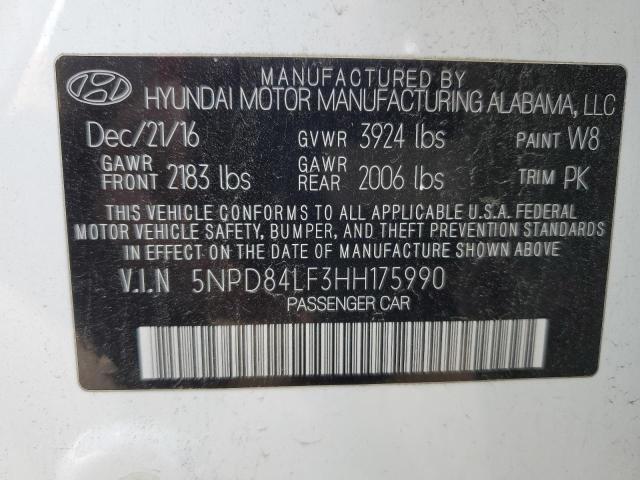 MANUFACTURED BY
HYUNDAI MOTOR MANUFACTURING ALABAMA, LLC
Dec/21/16 GVWR 3924 lbs PAINT W8
GAWR FRONT 2183 lbs GAWR REAR 2006 lbs TRIM PK
THIS VEHICLE CONFORMS TO ALL APPLICABLE U.S.A. FEDERAL
MOTOR VEHICLE SAFETY, BUMPER, AND THEFT PREVENTION STANDARDS
IN EFFECT ON THE DATE OF MANUFACTURE SHOWN ABOVE.
V.I.N 5NPD84LF3HH175990
PASSENGER CAR